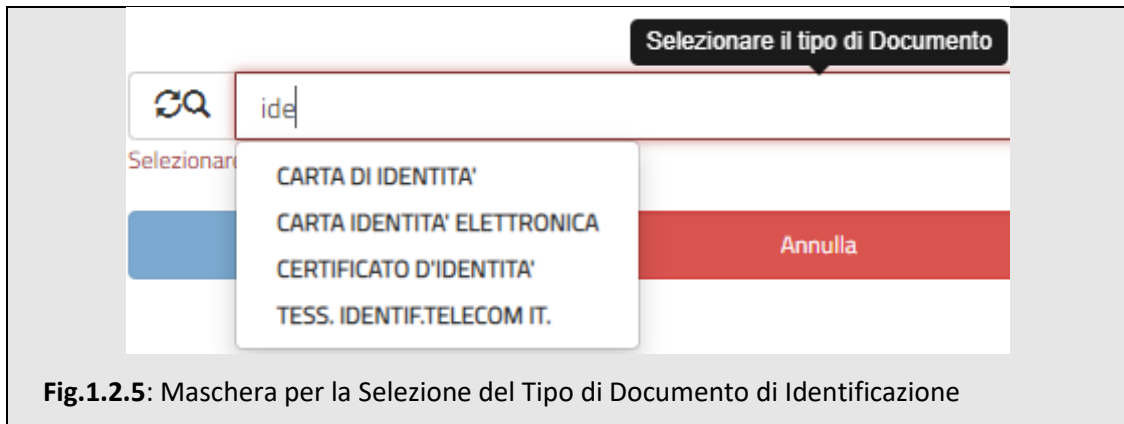 Selezionare il tipo di Documento
ide
Selezionar
CARTA DI IDENTITA'
CARTA IDENTITA' ELETTRONICA
CERTIFICATO D'IDENTITA'
TESS. IDENTIF.TELECOM IT.
Annulla
Fig.1.2.5: Maschera per la Selezione del Tipo di Documento di Identificazione